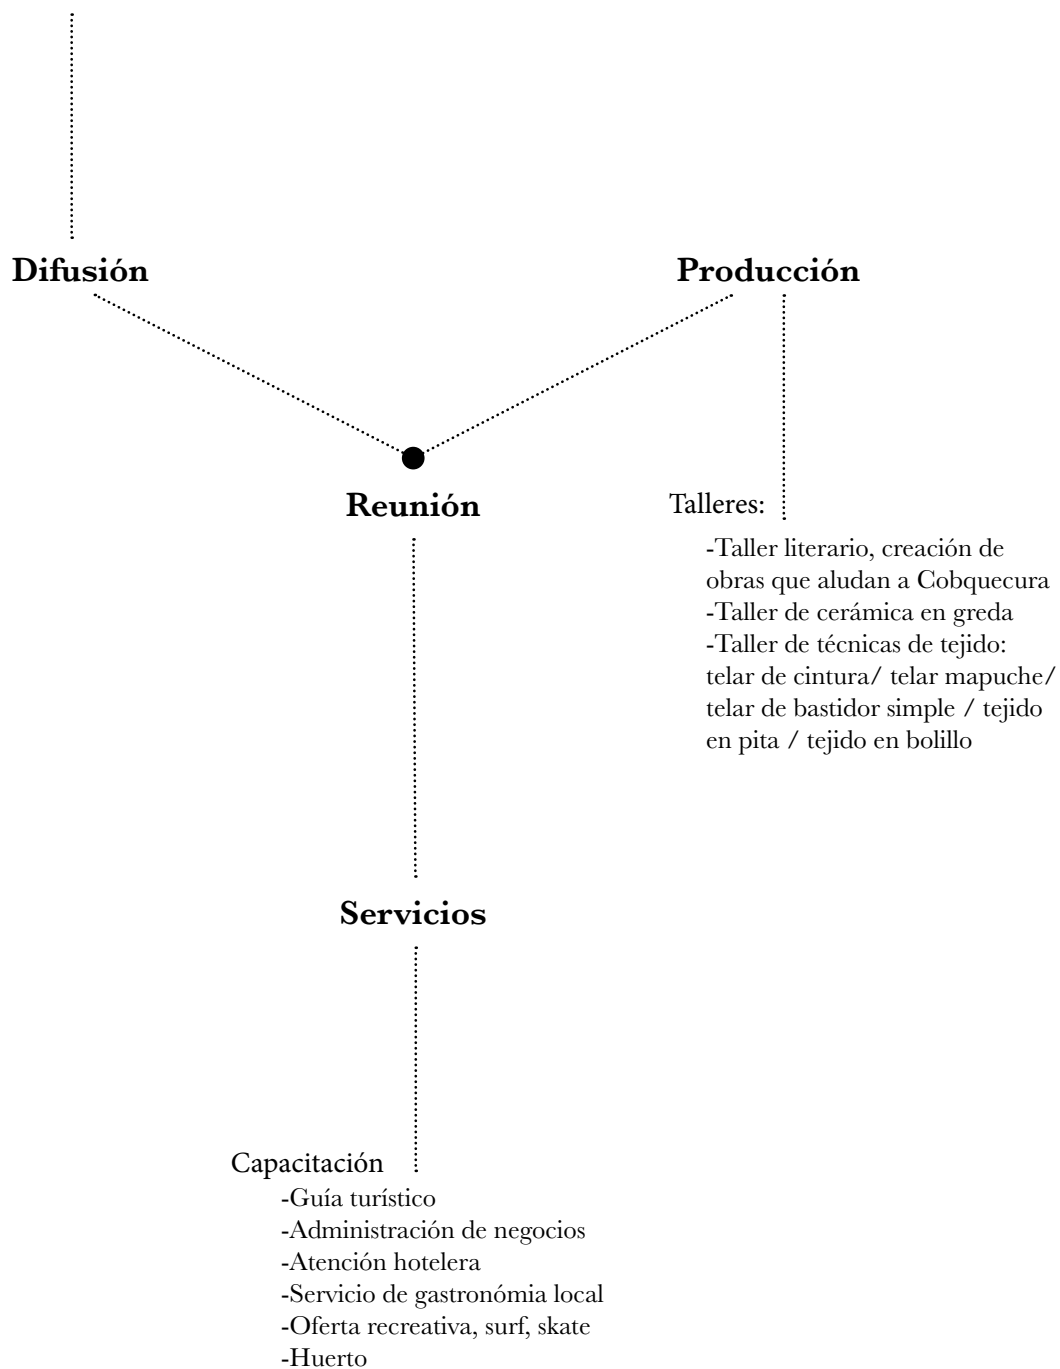 Difusión
Producción
Reunión
Talleres:
-Taller literario, creación de
obras que aludan a Cobquecura
-Taller de cerámica en greda
-Taller de técnicas de tejido:
telar de cintura/ telar mapuche/
telar de bastidor simple / tejido
en pita / tejido en bolillo
Servicios
Capacitación
-Guía turístico
-Administración de negocios
-Atención hotelera
-Servicio de gastronómia local
-Oferta recreativa, surf, skate
-Huerto